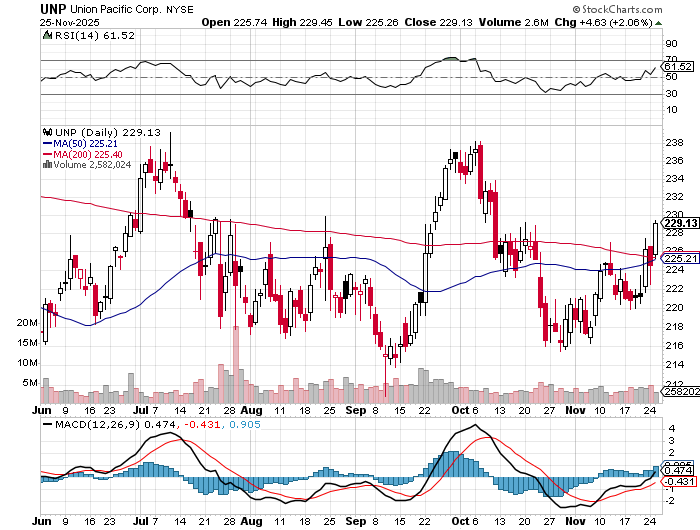 UNP Union Pacific Corp. NYSE © StockCharts.com
25-Nov-2025 Open 225.74 High 229.45 Low 225.26 Close 229.13 Volume 2.6M Chg +4.63 (+2.06%)
RSI(14) 61.52
90
70
61.52
50
30
10
UNP (Daily) 229.13
MA(50) 225.21
MA(200) 225.40
Volume 2,582,024
238
236
234
232
230
229.13
228
226
225.21
224
222
220
218
216
214
212
20M
15M
10M
5M
258202
Jun 9 16 23 Jul 7 14 21 28 Aug 11 18 25 Sep 8 15 22 Oct 6 13 20 27 Nov 10 17 24
MACD(12,26,9) 0.474, -0.431, 0.905
4
3
2
1
0.905
0.474
-0.431
-1
-2
Jun 9 16 23 Jul 7 14 21 28 Aug 11 18 25 Sep 8 15 22 Oct 6 13 20 27 Nov 10 17 24